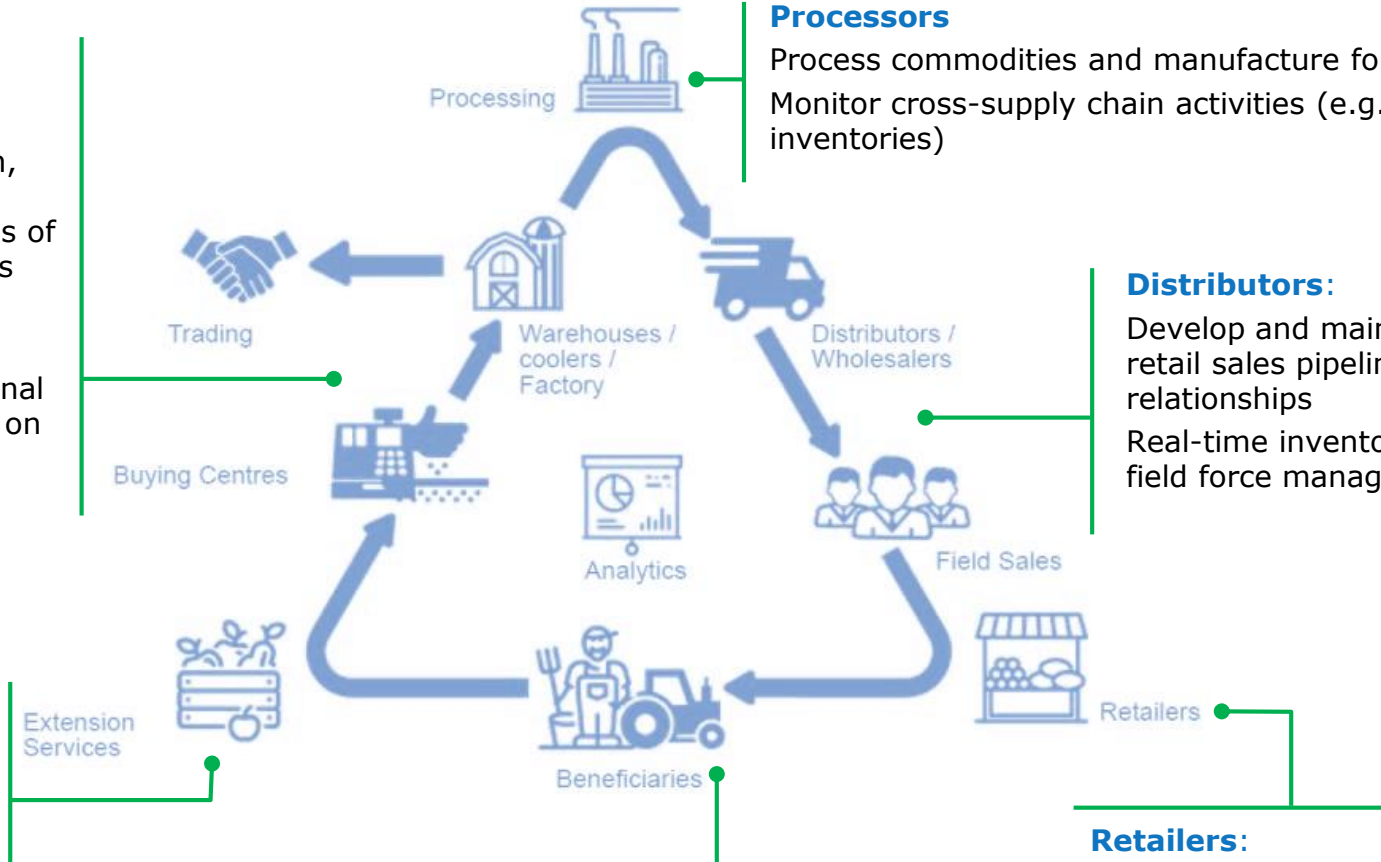 Processors
Process commodities and manufacture fo
Monitor cross-supply chain activities (e.g.
inventories)
Processing
n,
s of
s
nal
on
Trading
Warehouses /
coolers /
Factory
Distributors /
Wholesalers
Distributors:
Develop and main
retail sales pipelin
relationships
Real-time invento
field force manag
Buying Centres
Analytics
Field Sales
Extension
Services
Beneficiaries
Retailers
Retailers: